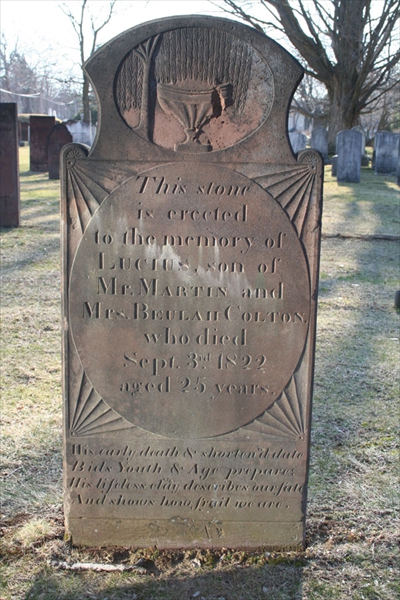 This stone
is erected
to the memory of
LUCIUS, son of
Mr. MARTIN and
Mrs. BEULAH COLTON,
who died
Sept. 3rd 1822
aged 25 years.
His early death & shorten'd date
Bids Youth & Age prepare;
His lifeless clay describes our fate
And shows how frail we are.